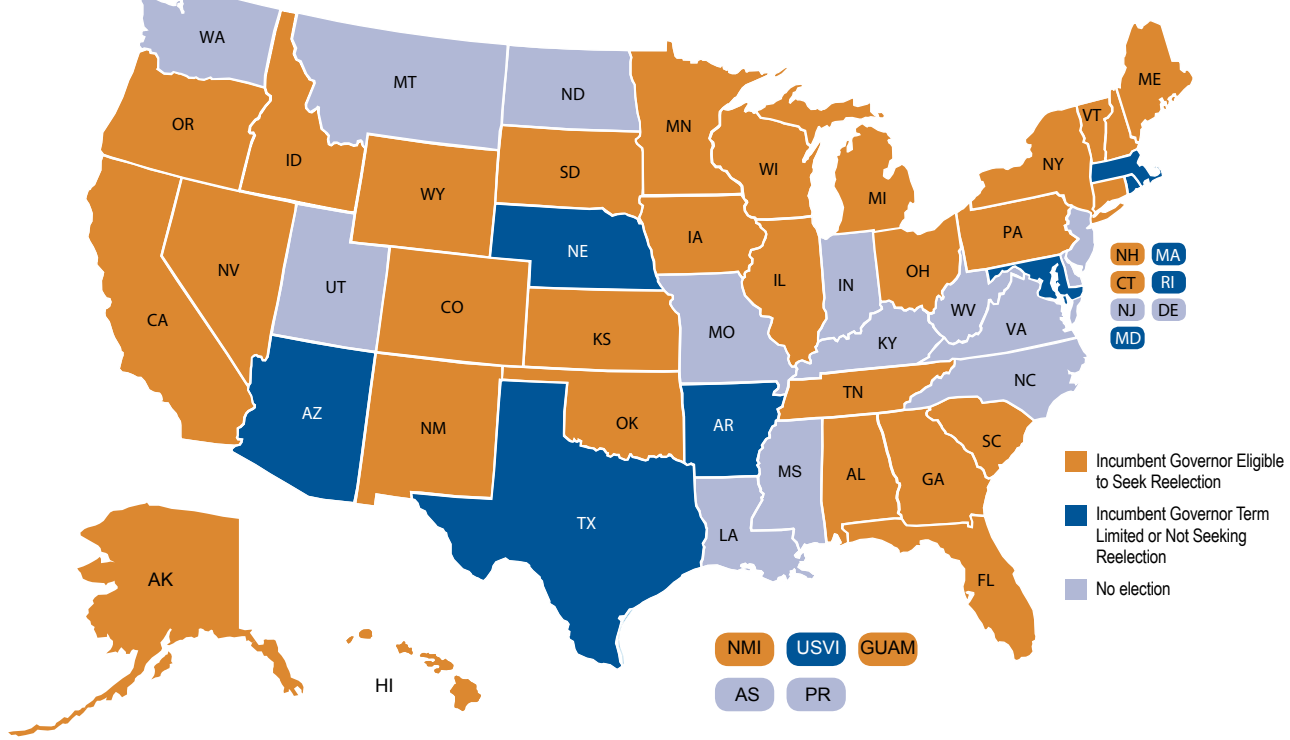 WA
MT
ND
MN
ME
VT
OR
ID
WY
SD
WI
MI
NY
NE
IA
PA
NV
UT
CO
IL
IN
OH
NH MA
CT RI
NJ DE
MD
CA
KS
MO
KY
WV
VA
AZ
NM
OK
AR
TN
NC
SC
TX
LA
MS
AL
GA
FL
Incumbent Governor Eligible
to Seek Reelection
Incumbent Governor Term
Limited or Not Seeking
Reelection
No election
AK
HI
NMI USVI GUAM
AS PR